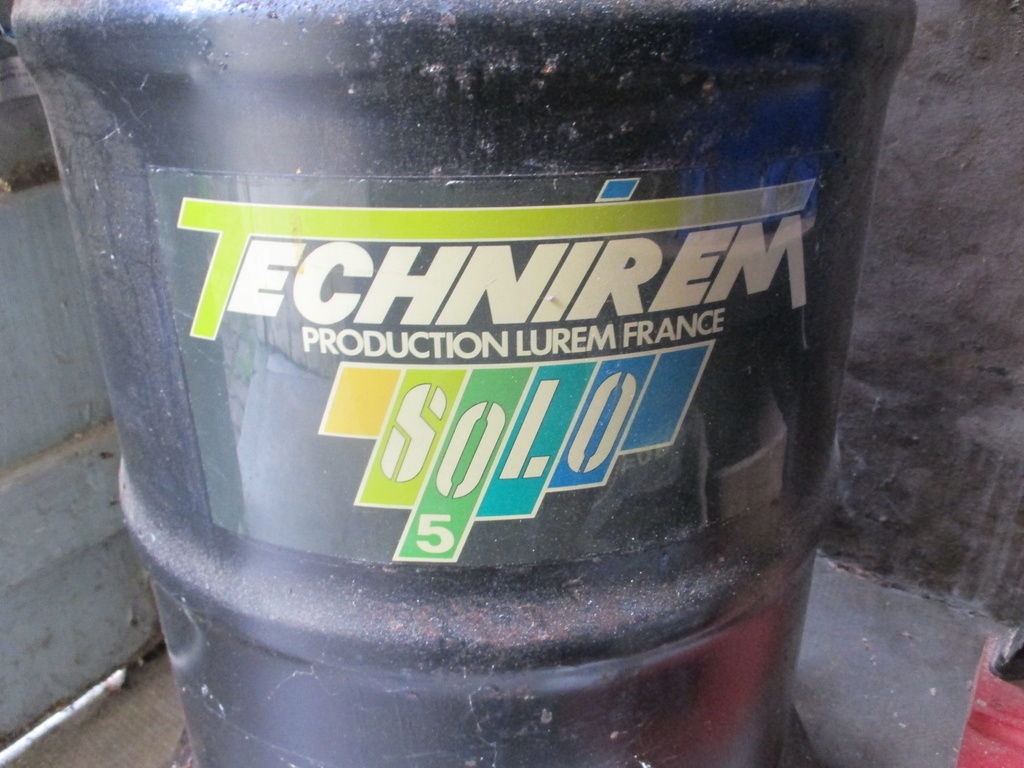 TECHNIREM
PRODUCTION LUREM FRANCE
SOLO
5